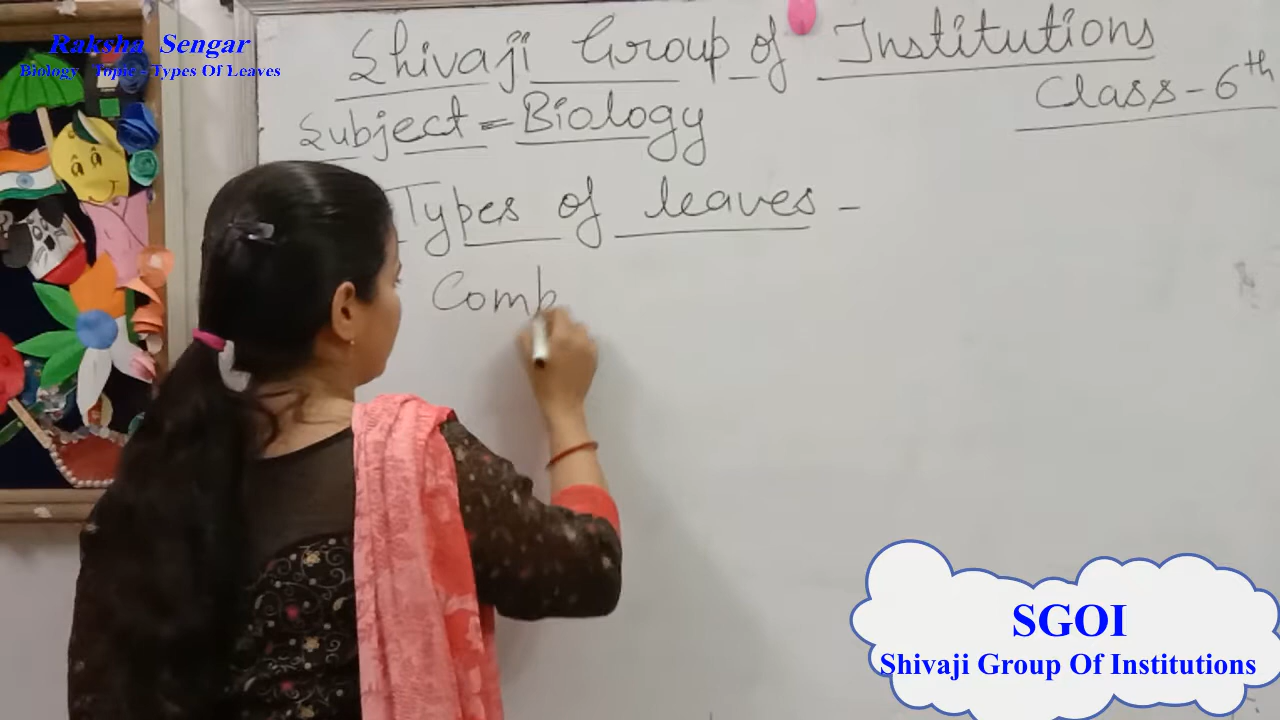 Raksha Sengar
Biology Topic - Types Of Leaves
Shivaji Group of Institutions
Class - 6th
Subject = Biology
Types of leaves -
Comp
SGOI
Shivaji Group Of Institutions